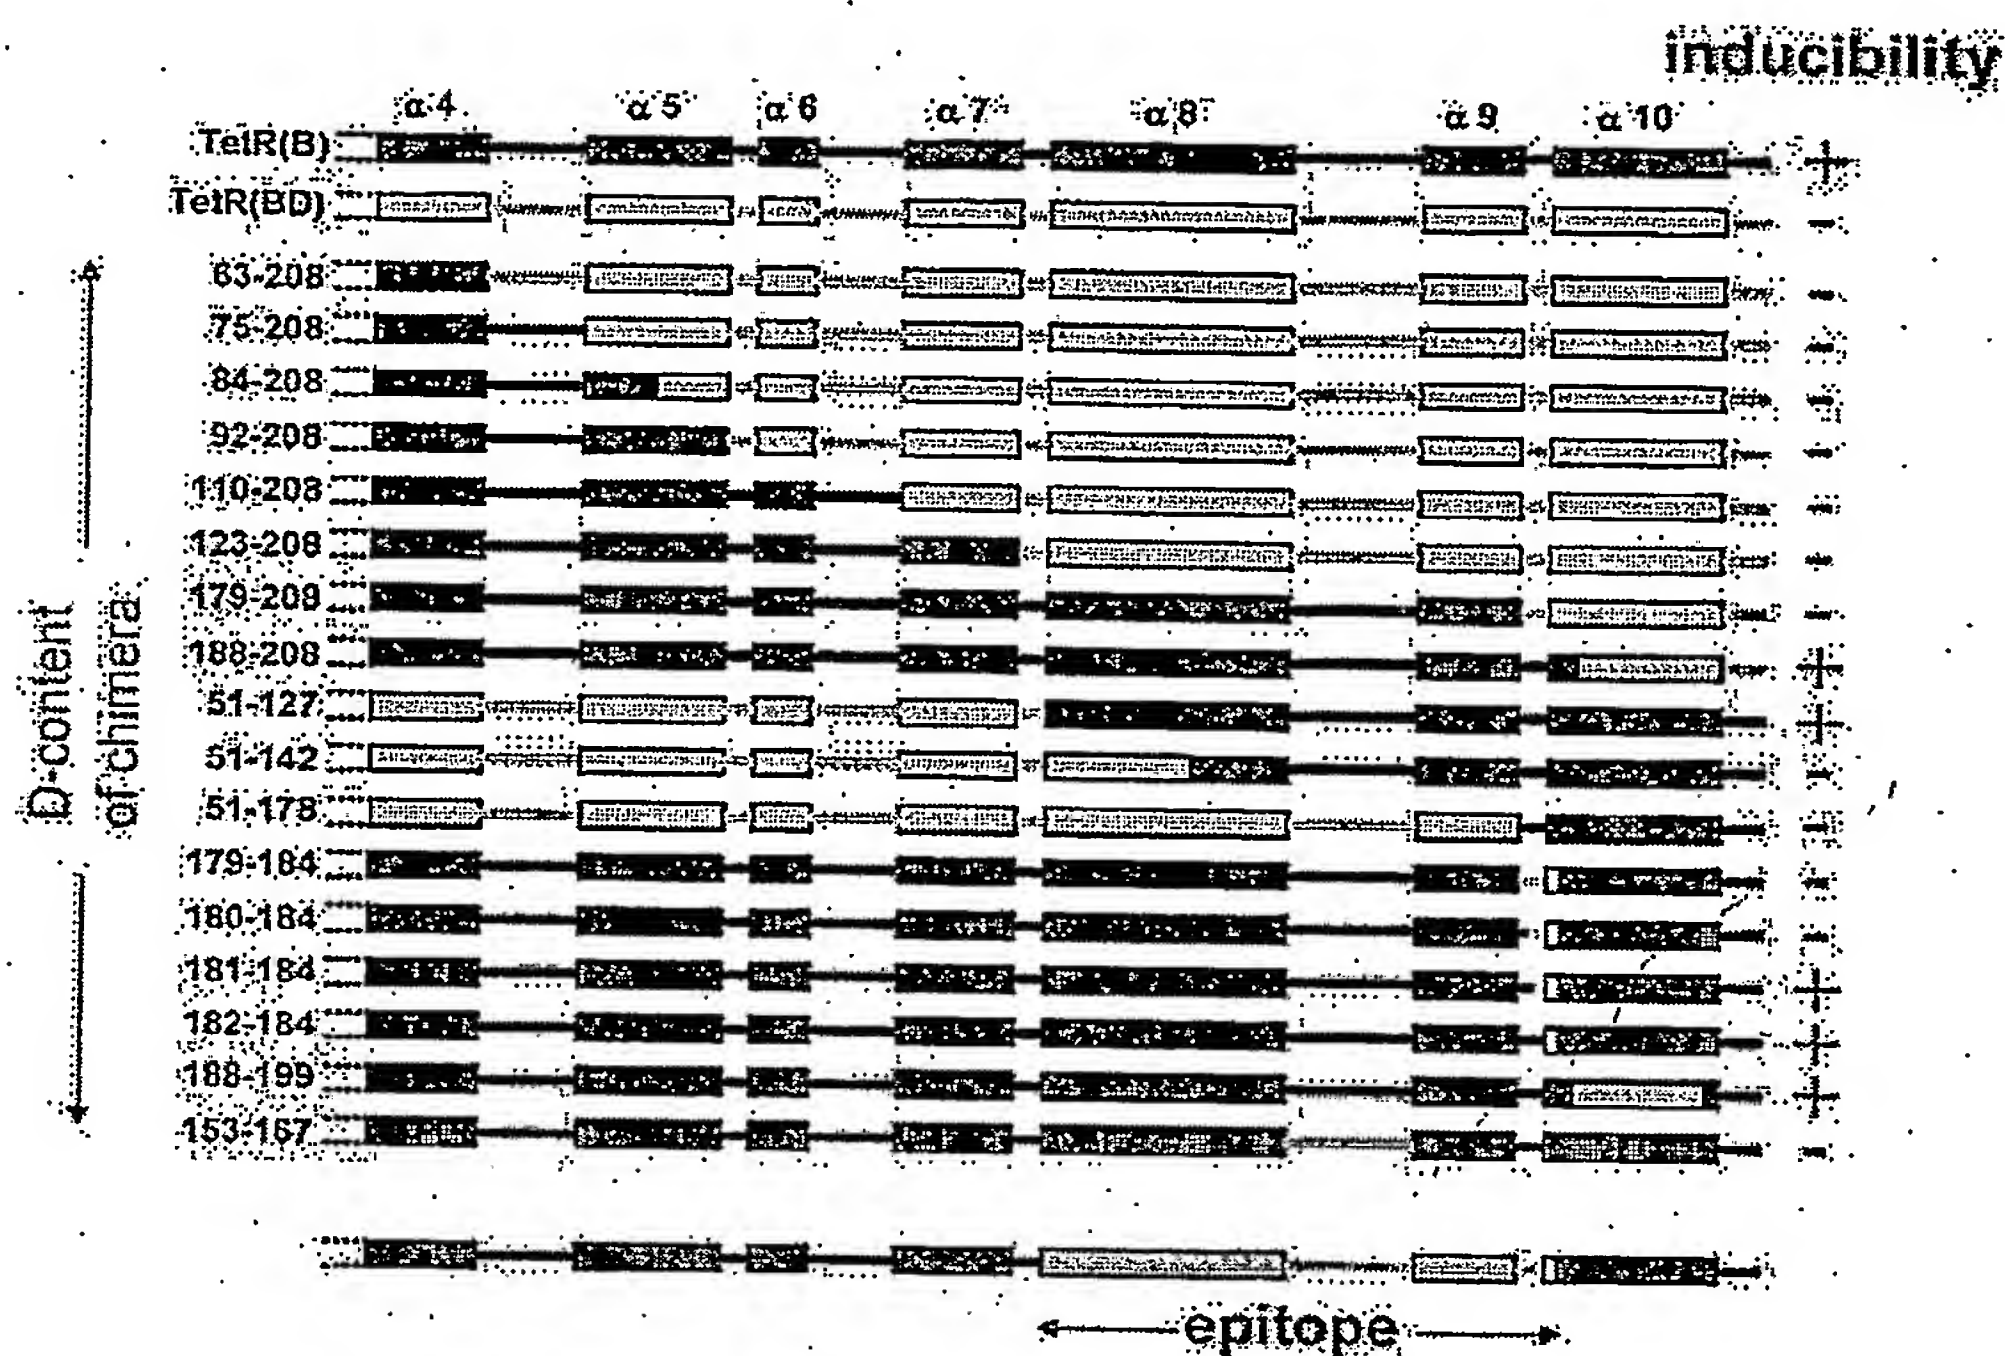 inducibility
α 4 α 5 α 6 α 7 α 8 α 9 α 10
TetR(B) +
TetR(BD) -
63-208 -
75-208 -
84-208 -
92-208 -
110-208 -
123-208 -
179-208 -
188-208 +
51-127 +
51-142 -
51-178 -
179-184 -
180-184 -
181-184 +
182-184 +
188-199 +
153-167 -
D-content
of chimera
epitope